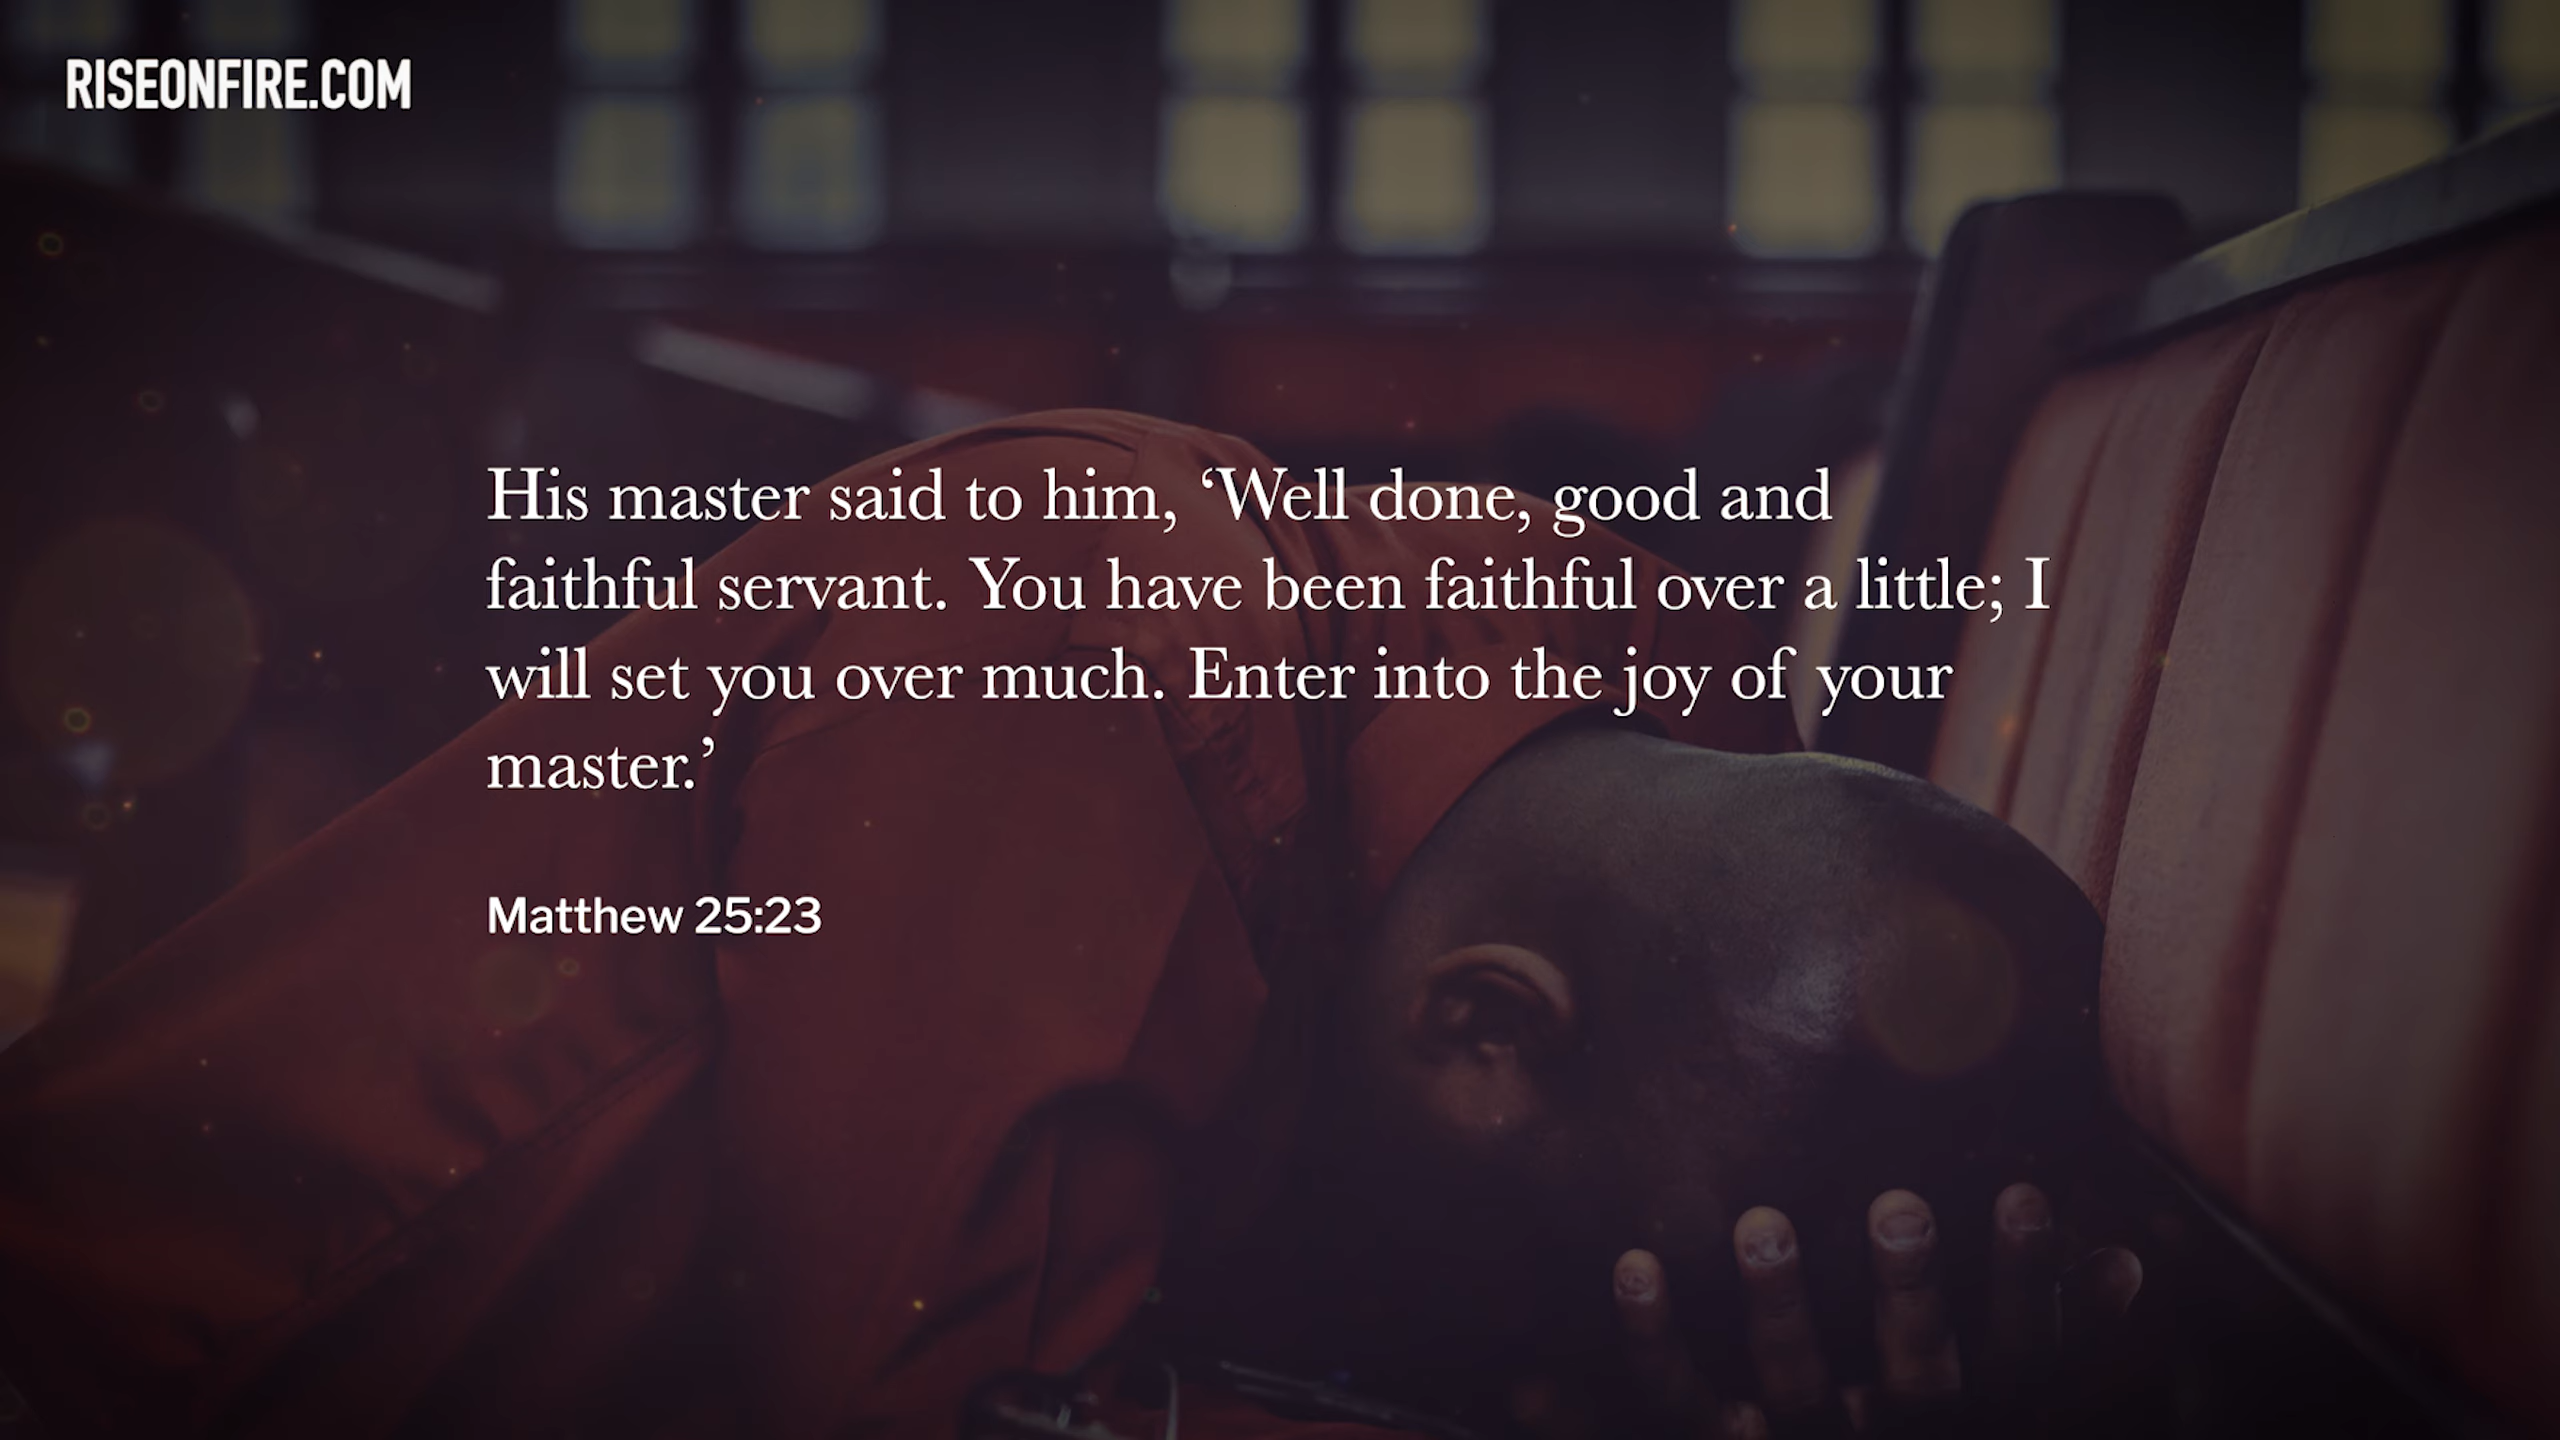 RISEONFIRE.COM
His master said to him, ‘Well done, good and
faithful servant. You have been faithful over a little; I
will set you over much. Enter into the joy of your
master.’
Matthew 25:23